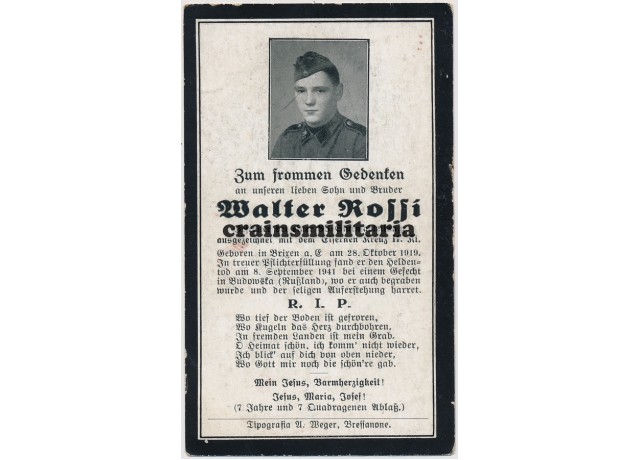 Zum frommen Gedenken
an unseren lieben Sohn und Bruder
Walter Rossi
crainsmilitaria
ausgezeichnet mit dem Eisernen Kreuz II. Kl.
Geboren in Brixen a. E am 28. Oktober 1919.
In treuer Pflichterfüllung fand er den Helden-
tod am 8. September 1941 bei einem Gefecht
in Budowska (Rußland), wo er auch begraben
wurde und der seligen Auferstehung harret.
R. I. P.
Wo tief der Boden ist gefroren,
Wo Kugeln das Herz durchbohren,
In fremden Landen ist mein Grab.
O Heimat schön, ich komm' nicht wieder,
Ich blick' auf dich von oben nieder,
Wo Gott mir noch die schön're gab.
Mein Jesus, Barmherzigkeit!
Jesus, Maria, Josef!
(7 Jahre und 7 Quadragenen Ablaß.)
Tipografia A. Weger, Bressanone.